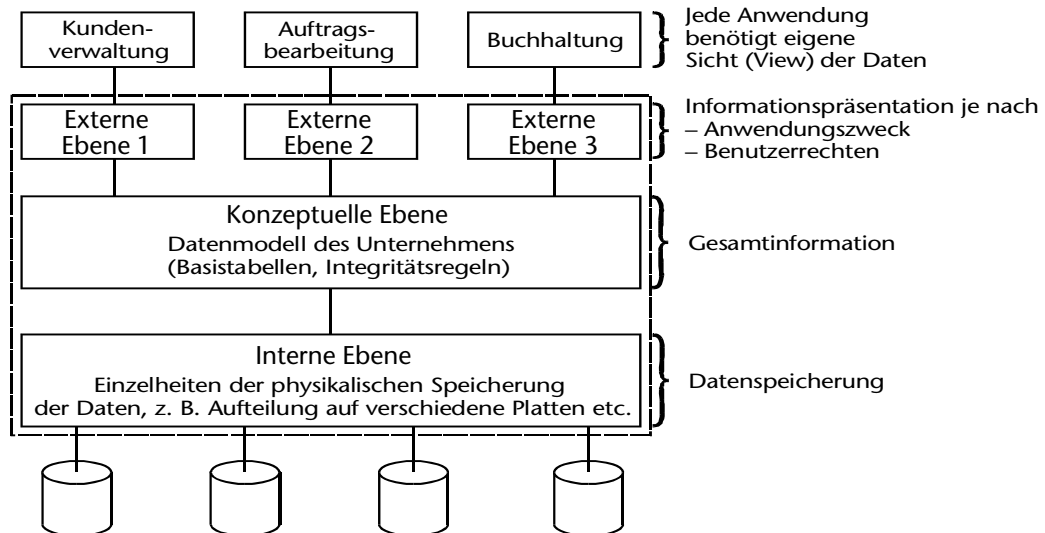 Kunden-
verwaltung
Auftrags-
bearbeitung
Buchhaltung
Jede Anwendung
benötigt eigene
Sicht (View) der Daten
Externe
Ebene 1
Externe
Ebene 2
Externe
Ebene 3
Informationspräsentation je nach
– Anwendungszweck
– Benutzerrechten
Konzeptuelle Ebene
Datenmodell des Unternehmens
(Basistabellen, Integritätsregeln)
Gesamtinformation
Interne Ebene
Einzelheiten der physikalischen Speicherung
der Daten, z. B. Aufteilung auf verschiedene Platten etc.
Datenspeicherung